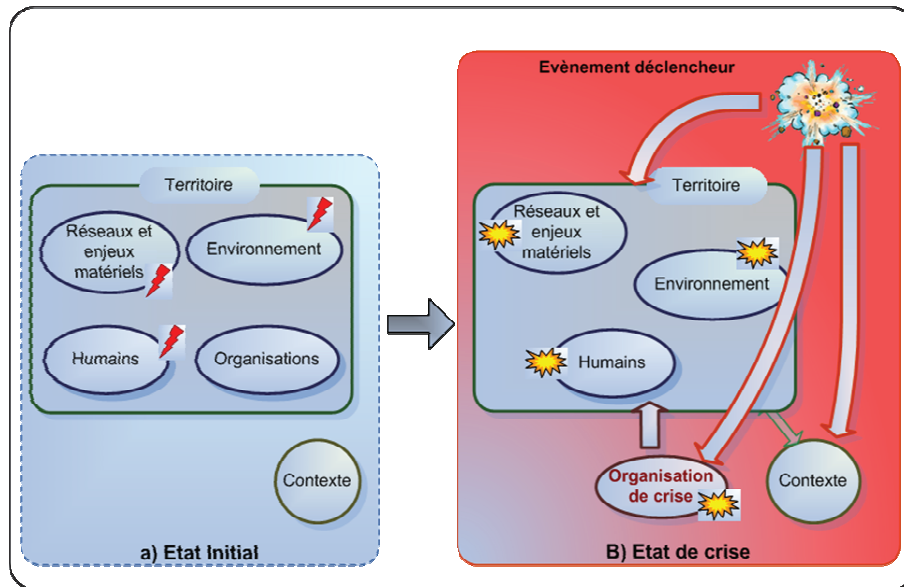 Territoire
Réseaux et
enjeux
matériels
Environnement
Humains
Organisations
Contexte
a) Etat Initial
Evènement déclencheur
Territoire
Réseaux et
enjeux
matériels
Environnement
Humains
Organisation
de crise
Contexte
B) Etat de crise